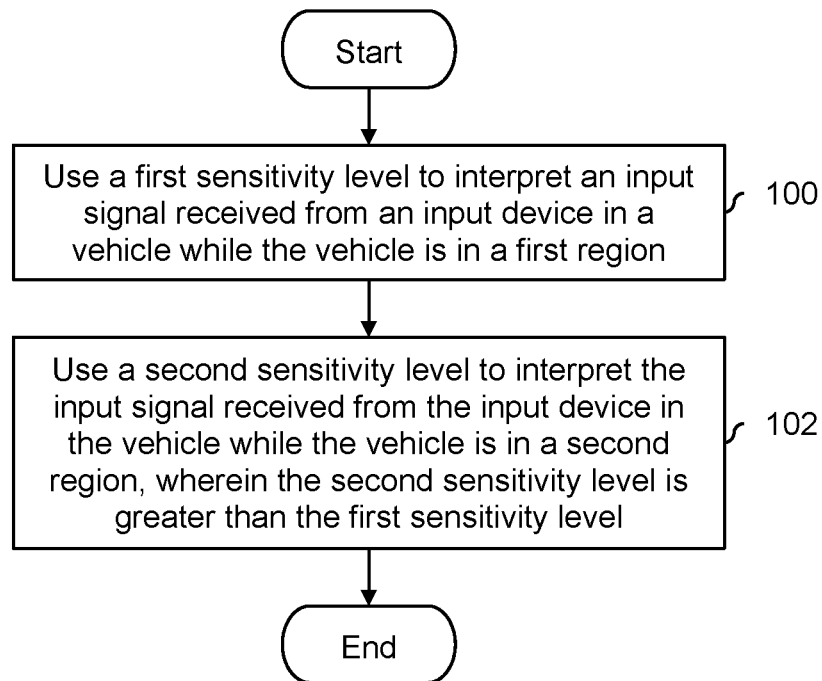 Start
Use a first sensitivity level to interpret an input
signal received from an input device in a
vehicle while the vehicle is in a first region
100
Use a second sensitivity level to interpret the
input signal received from the input device in
the vehicle while the vehicle is in a second
region, wherein the second sensitivity level is
greater than the first sensitivity level
102
End